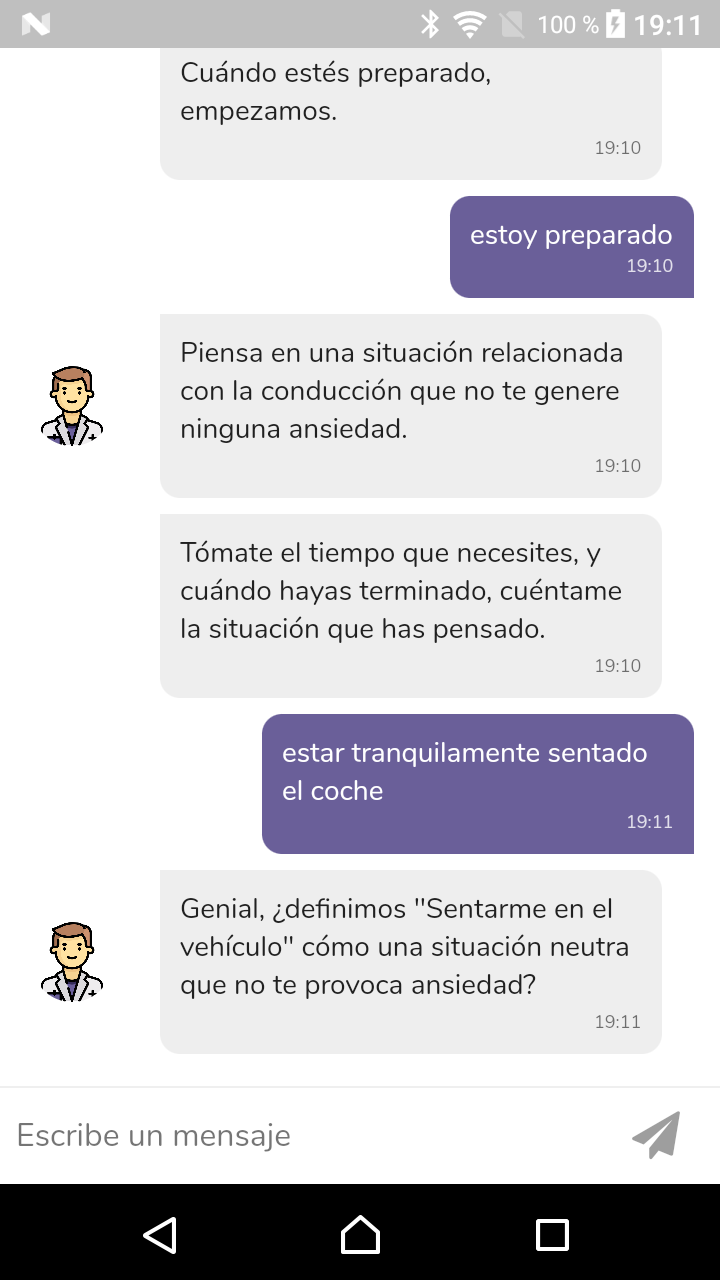 100 % 19:11
Cuándo estés preparado,
empezamos.
19:10
estoy preparado
19:10
Piensa en una situación relacionada
con la conducción que no te genere
ninguna ansiedad.
19:10
Tómate el tiempo que necesites, y
cuándo hayas terminado, cuéntame
la situación que has pensado.
19:10
estar tranquilamente sentado
el coche
19:11
Genial, ¿definimos "Sentarme en el
vehículo" cómo una situación neutra
que no te provoca ansiedad?
19:11
Escribe un mensaje